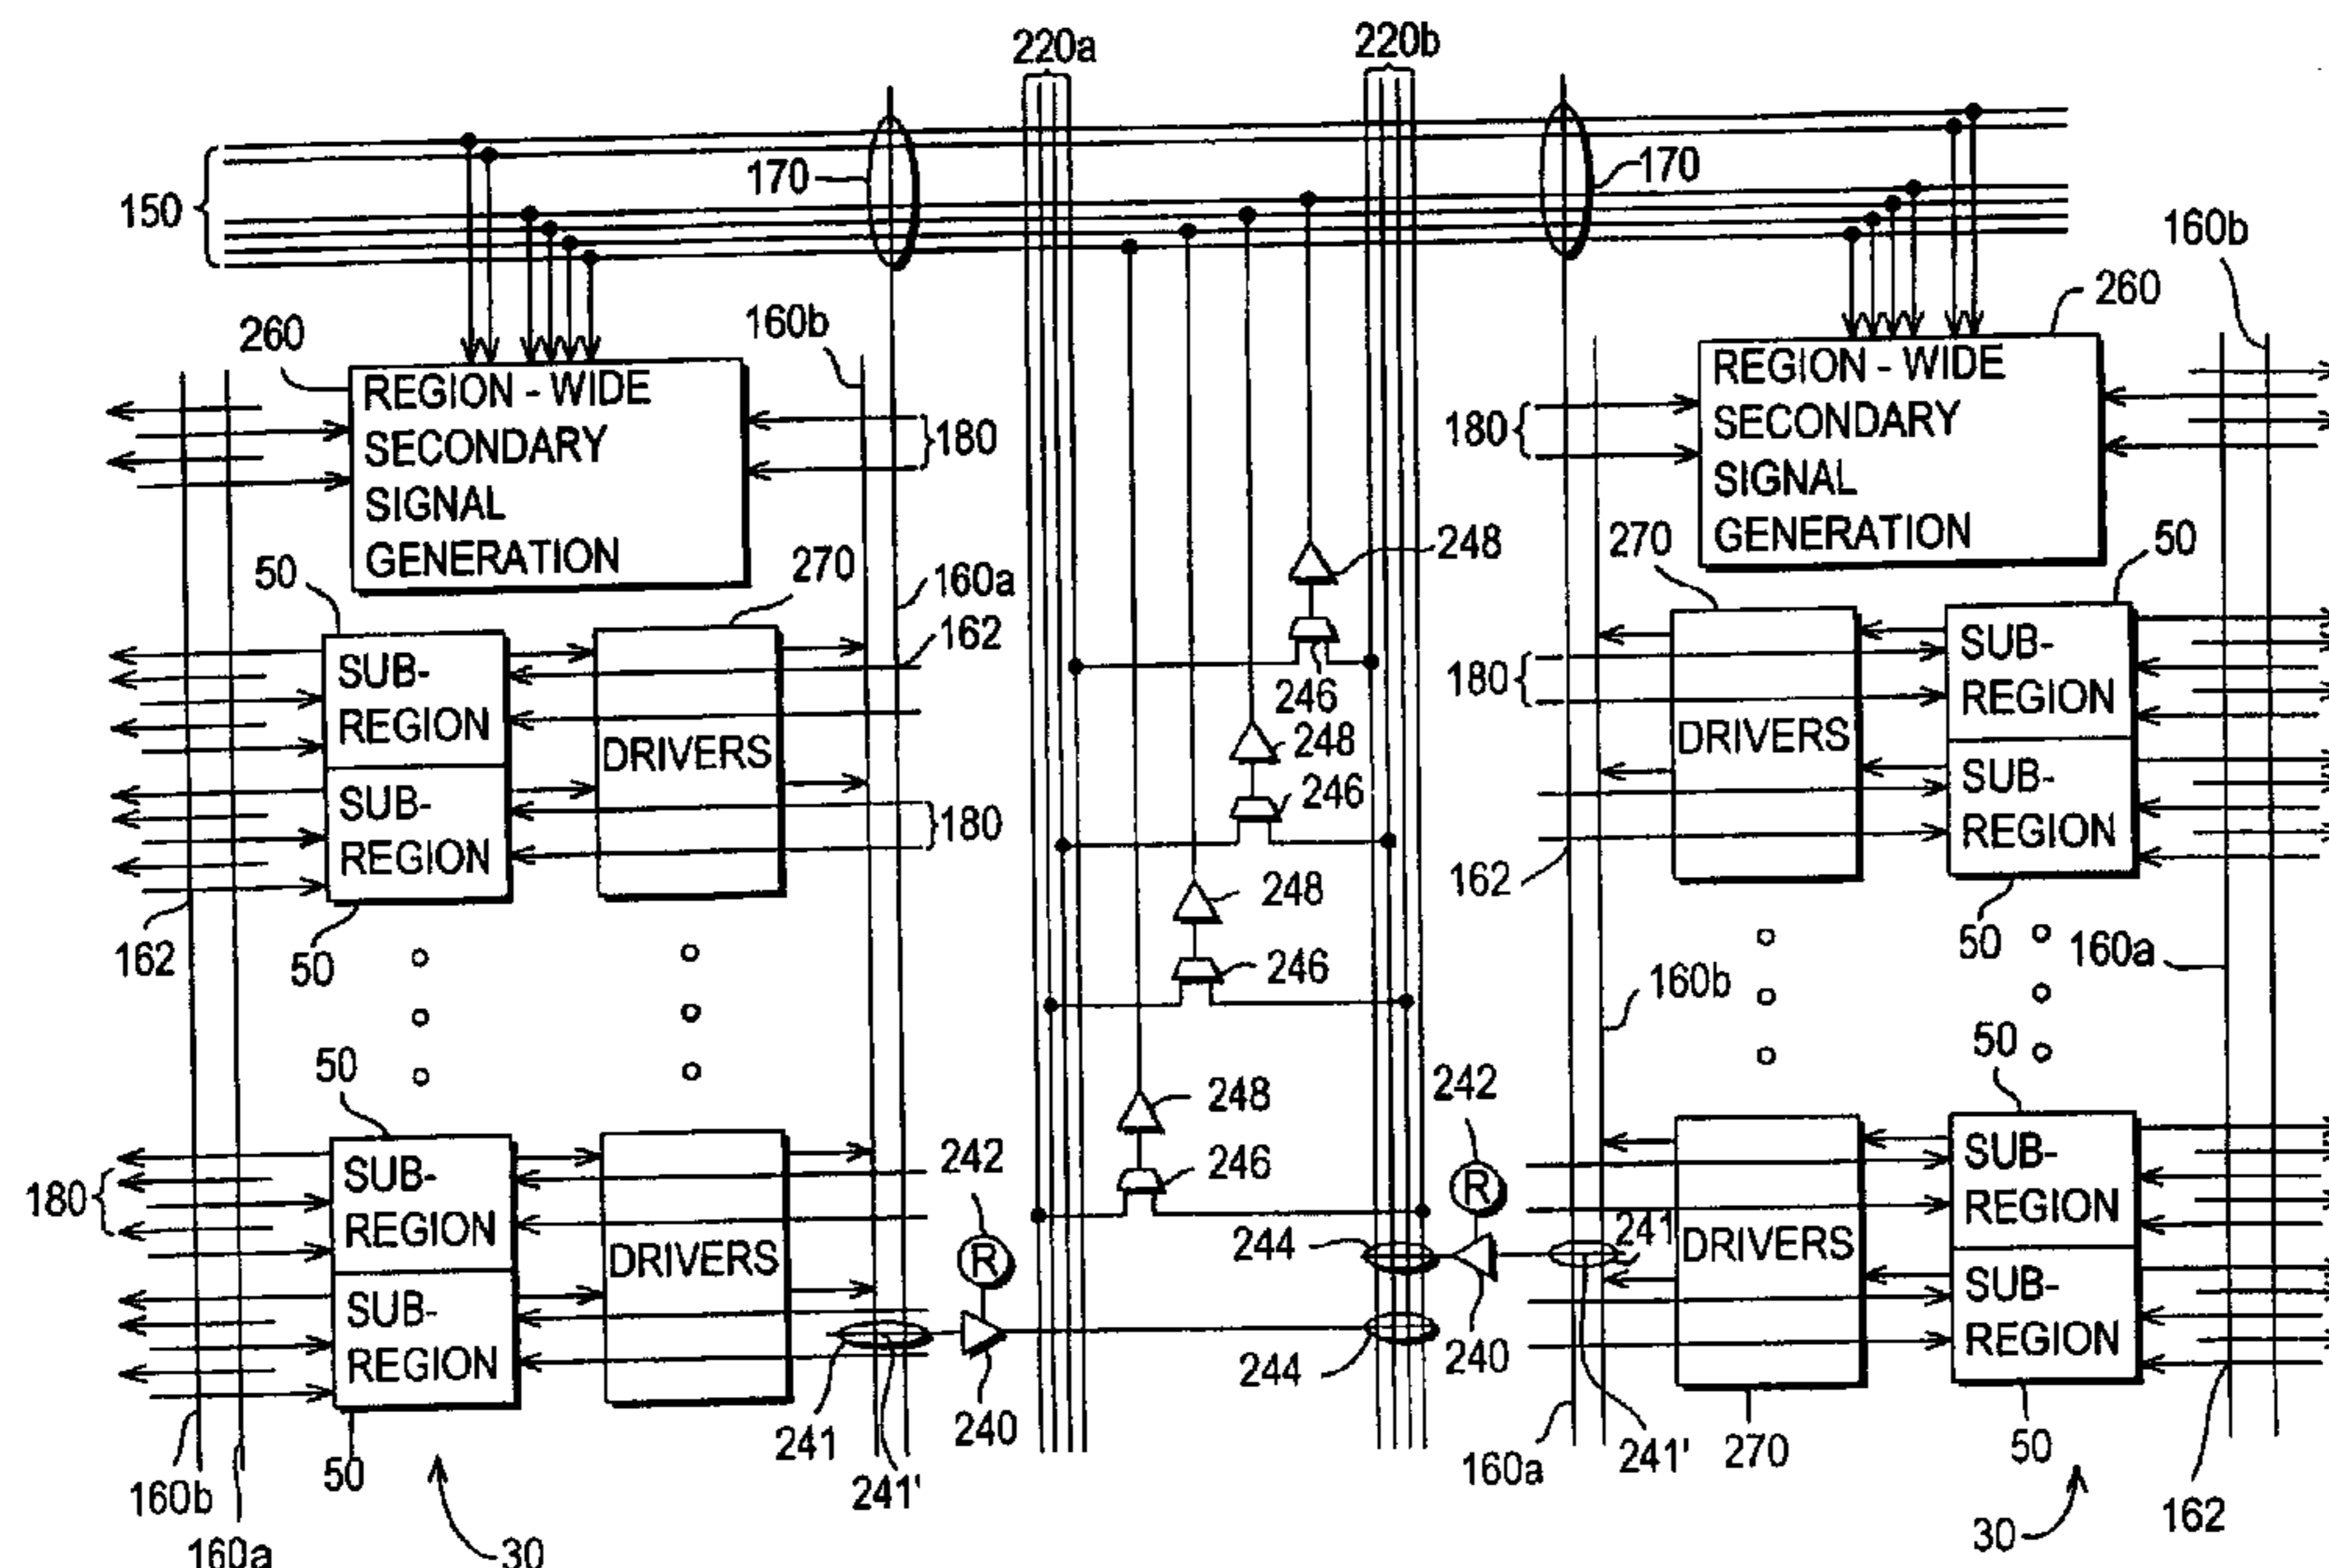 220a
220b
170
170
150
160b
260
160b
260
REGION - WIDE
SECONDARY
SIGNAL
GENERATION
180
180
REGION - WIDE
SECONDARY
SIGNAL
GENERATION
248
270
50
50
270
160a
162
SUB-
REGION
DRIVERS
SUB-
REGION
180
246
248
246
180
DRIVERS
SUB-
REGION
SUB-
REGION
162
50
248
246
162
50
160a
160b
50
242
50
248
246
242
180
SUB-
REGION
DRIVERS
SUB-
REGION
R
R
244
241
DRIVERS
SUB-
REGION
SUB-
REGION
244
240
241
240
241'
160a
241'
270
50
50
160b
160a
30
30
162